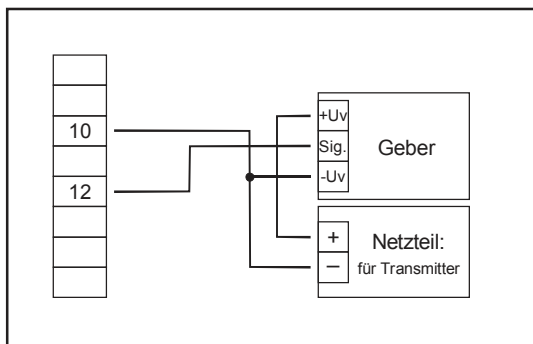 10
12
+Uv
Sig.
-Uv
Geber
+
–
Netzteil:
für Transmitter